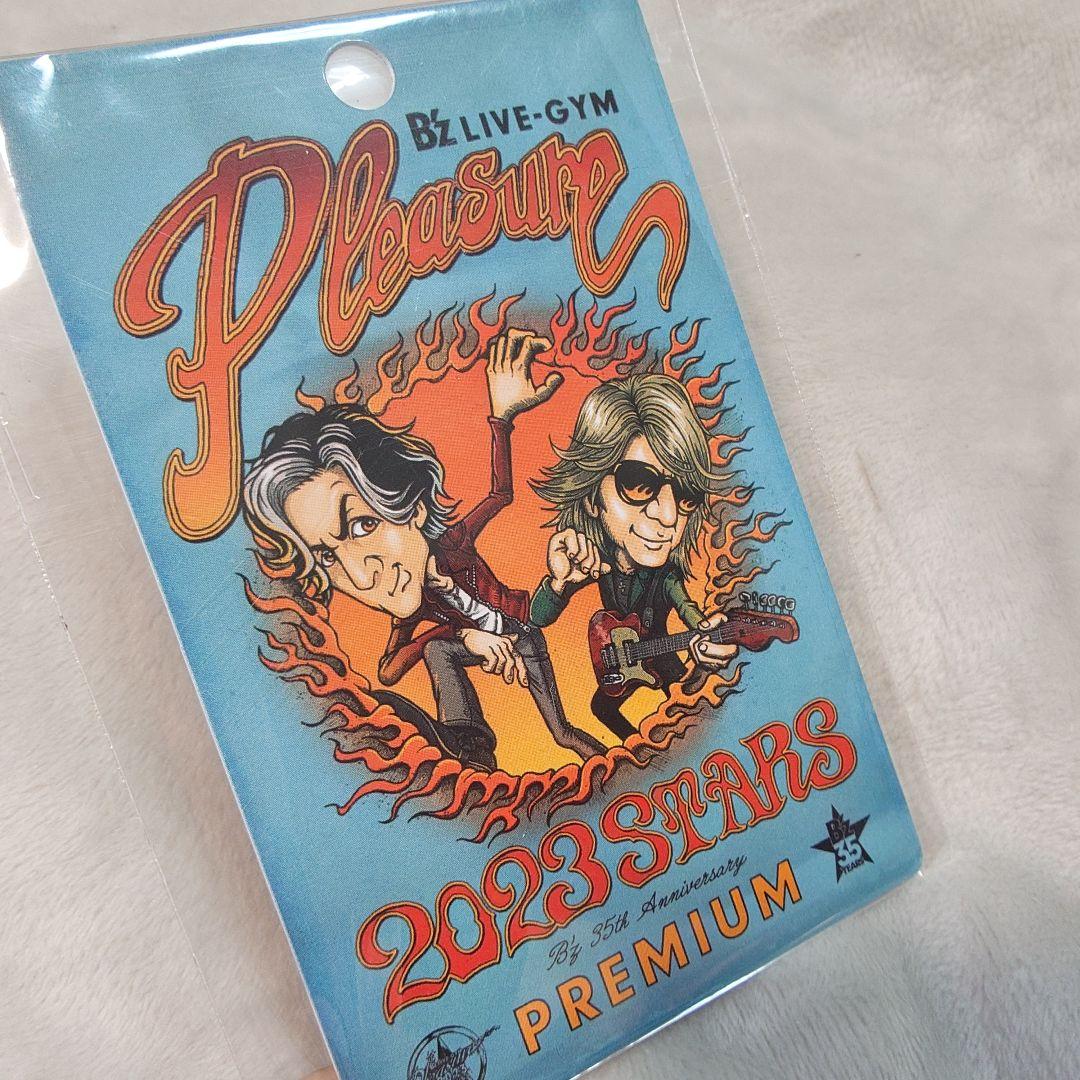 B'z LIVE-GYM
Pleasure
2023 STARS
B'z 35th Anniversary
B'z
35
YEARS
PREMIUM